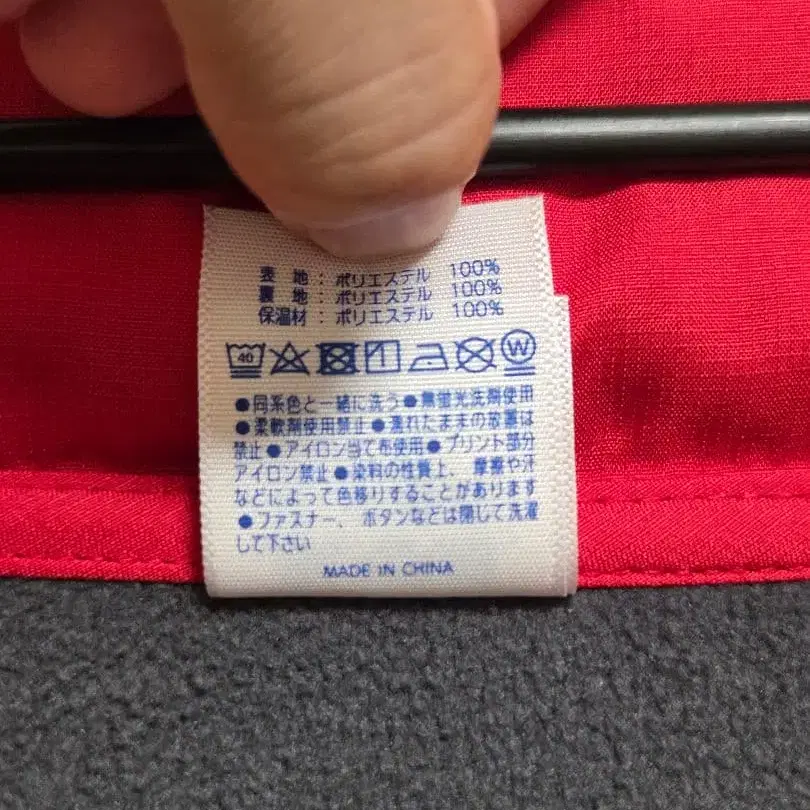 表 地：ポリエステル 100%
裏 地：ポリエステル 100%
保温材：ポリエステル 100%
40 W
●同系色と一緒に洗う●無蛍光洗剤使用
●柔軟剤使用禁止●濡れたままの放置は
禁止●アイロン当て布使用●プリント部分
アイロン禁止●染料の性質上、摩擦や汗
などによって色移りすることがあります
●ファスナー、ボタンなどは閉じて洗濯
して下さい
MADE IN CHINA